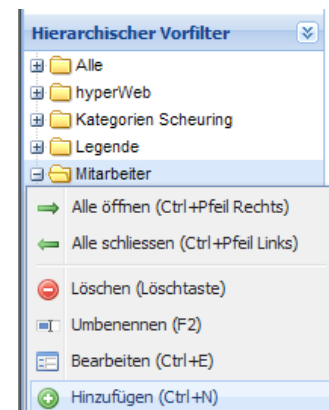 Hierarchischer Vorfilter
Alle
hyperWeb
Kategorien Scheuring
Legende
Mitarbeiter
Alle öffnen (Ctrl+Pfeil Rechts)
Alle schliessen (Ctrl+Pfeil Links)
Löschen (Löschtaste)
Umbenennen (F2)
Bearbeiten (Ctrl+E)
Hinzufügen (Ctrl+N)